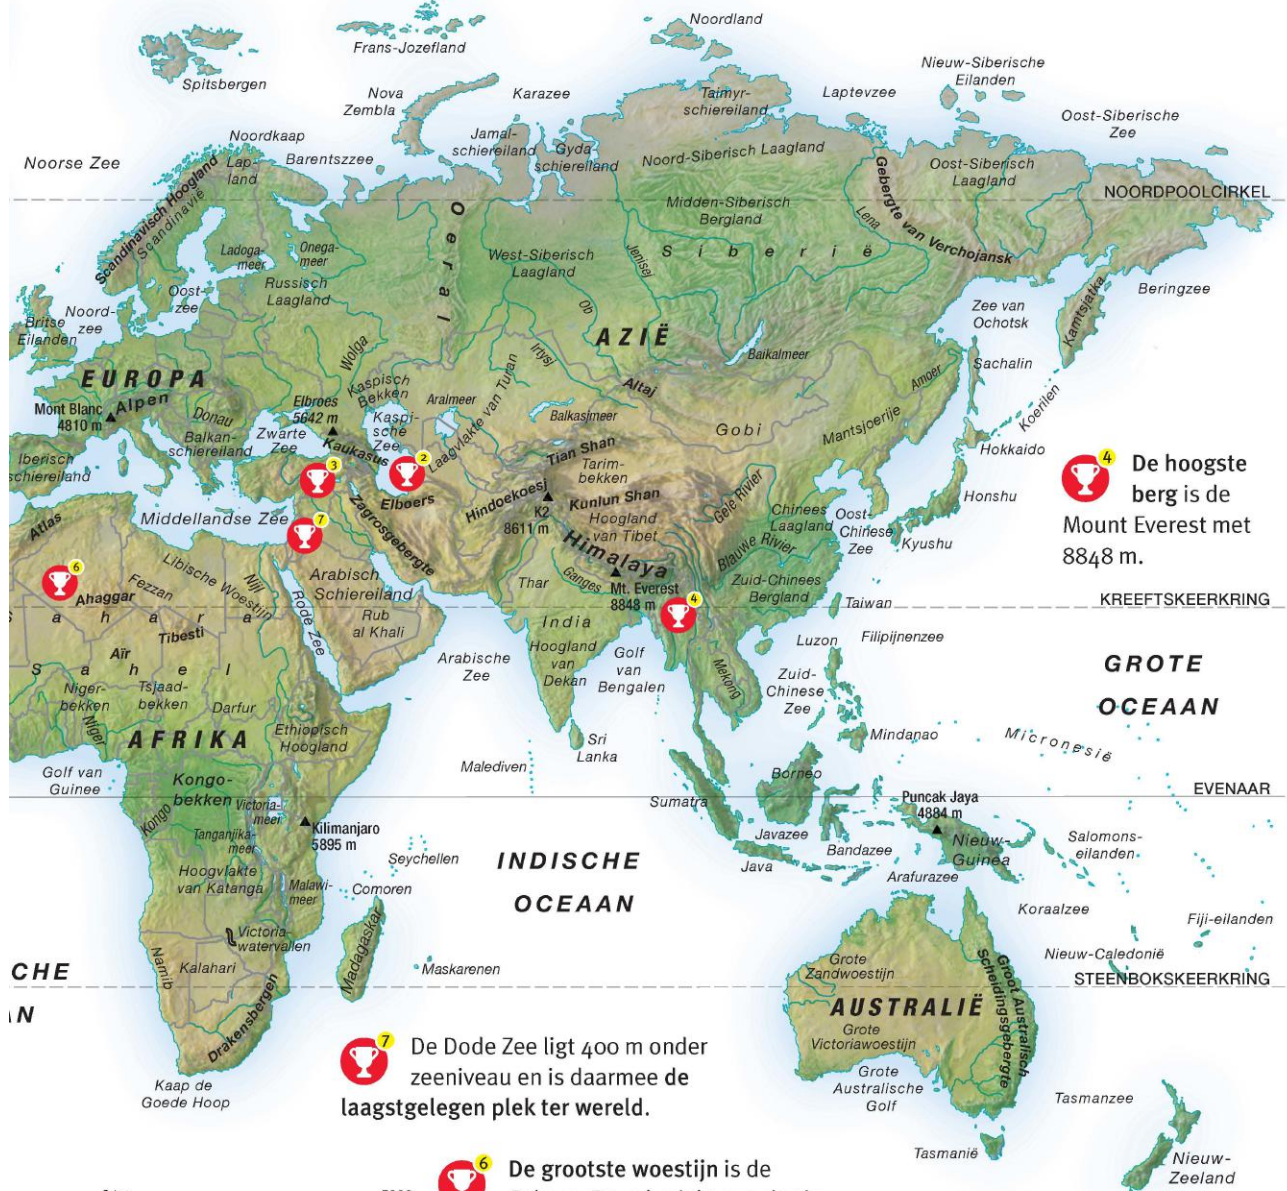 Noordland
Frans-Jozefland
Spitsbergen
Nova
Zembla
Karazee
Taimyr-
schiereiland
Laptevzee
Nieuw-Siberische
Eilanden
Oost-Siberische
Zee
Noordkaap
Noorse Zee
Lap-
land
Barentszzee
Jamal-
schiereiland
Gyda-
schiereiland
Noord-Siberisch Laagland
Oost-Siberisch
Laagland
NOORDPOOLCIRKEL
Scandinavisch Hoogland
Scandinavië
Oeral
Midden-Siberisch
Bergland
Lena
Gebergte van Verchojansk
Ladoga-
meer
Onega-
meer
West-Siberisch
Laagland
Jenisej
Siberië
Russisch
Laagland
Oost-
zee
Noord-
zee
Britse
Eilanden
Ob
Beringzee
Kamtsjatka
Zee van
Ochotsk
AZIË
Wolga
Irtysj
Baikalmeer
Sachalin
EUROPA
Kaspisch
Bekken
Altaj
Amoer
Koerilen
Mont Blanc
4810 m
Alpen
Donau
Elbroes
5642 m
Aralmeer
Laagvlakte van Turan
Balkasjmeer
Gobi
Mantsjoerije
Balkan-
schiereiland
Zwarte
Zee
Kaukasus
Kaspi-
sche
Zee
Tian Shan
Hokkaido
Iberisch
schiereiland
3
2
Tarim-
bekken
4
De hoogste
berg is de
Mount Everest met
8848 m.
Elboers
Hindoekoesj
K2
8611 m
Kunlun Shan
Hoogland
van Tibet
Gele Rivier
Honshu
Atlas
Middellandse Zee
7
Zagrosgebergte
Chinees
Laagland
Oost-
Chinese
Zee
Kyushu
Himalaya
Blauwe Rivier
6
Ahaggar
Fezzan
Libische Woestijn
Nijl
Arabisch
Schiereiland
Thar
Ganges
Mt. Everest
8848 m
4
Zuid-Chinees
Bergland
KREEFTSKEERKRING
Taiwan
Sahara
Tibesti
Rode Zee
Rub
al Khali
India
Luzon
Filipijnenzee
Aïr
Sahel
Arabische
Zee
Hoogland
van
Dekan
Golf
van
Bengalen
Mekong
Zuid-
Chinese
Zee
GROTE
OCEAAN
Niger-
bekken
Tsjaad-
bekken
Darfur
Niger
AFRIKA
Ethiopisch
Hoogland
Sri
Lanka
Mindanao
Micronesië
Golf van
Guinee
Kongo-
bekken
Malediven
Borneo
EVENAAR
Kongo
Victoria-
meer
Sumatra
Puncak Jaya
4884 m
Tanganjika-
meer
Kilimanjaro
5895 m
Javazee
Bandazee
Nieuw-
Guinea
Salomons-
eilanden
Seychellen
INDISCHE
OCEAAN
Java
Arafurazee
Hoogvlakte
van Katanga
Malawi-
meer
Comoren
Koraalzee
Fiji-eilanden
Victoria
watervallen
Madagaskar
Nieuw-Caledonië
CHE
AN
Namib
Kalahari
Maskarenen
Grote
Zandwoestijn
STEENBOKSKEERKRING
Drakensbergen
AUSTRALIË
Groot Australisch
Scheidingsgebergte
Grote
Victoriawoestijn
7
De Dode Zee ligt 400 m onder
zeeniveau en is daarmee de
laagstgelegen plek ter wereld.
Kaap de
Goede Hoop
Grote
Australische
Golf
Tasmanzee
Tasmanië
Nieuw-
Zeeland
6
De grootste woestijn is de